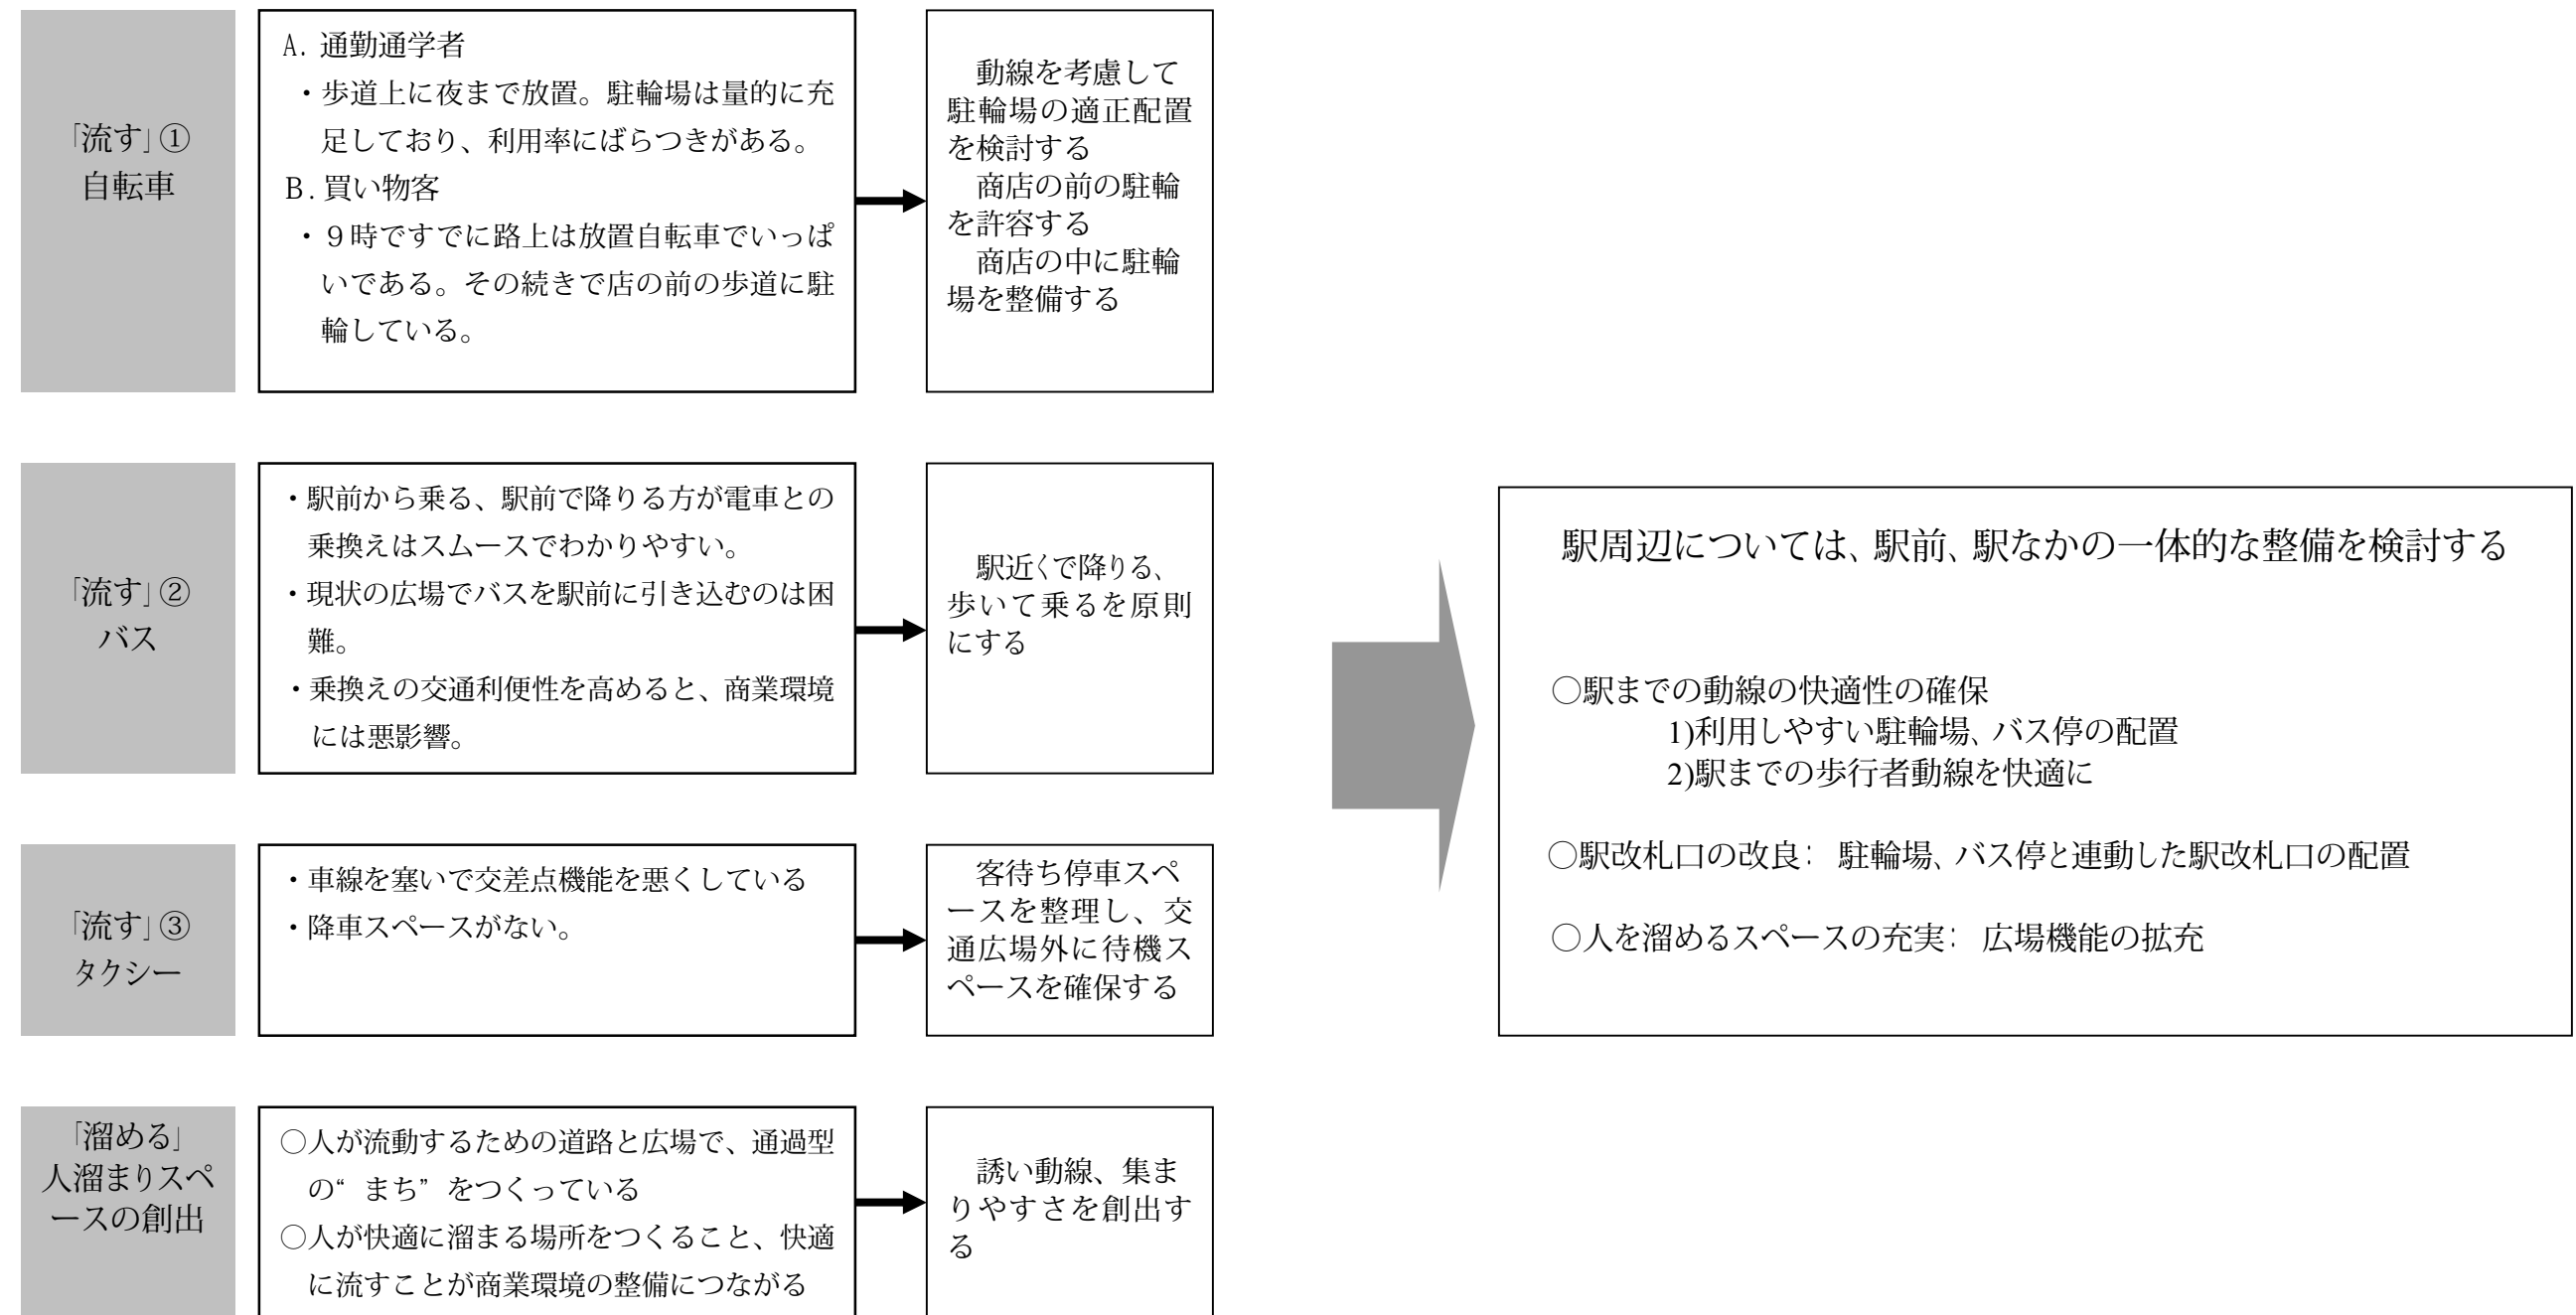 「流す」①
自転車
A. 通勤通学者
・歩道上に夜まで放置。駐輪場は量的に充
足しており、利用率にばらつきがある。
B. 買い物客
・９時ですでに路上は放置自転車でいっぱ
いである。その続きで店の前の歩道に駐
輪している。
動線を考慮して
駐輪場の適正配置
を検討する
商店の前の駐輪
を許容する
商店の中に駐輪
場を整備する
「流す」②
バス
・駅前から乗る、駅前で降りる方が電車との
乗換えはスムースでわかりやすい。
・現状の広場でバスを駅前に引き込むのは困
難。
・乗換えの交通利便性を高めると、商業環境
には悪影響。
駅近くで降りる、
歩いて乗るを原則
にする
「流す」③
タクシー
・車線を塞いで交差点機能を悪くしている
・降車スペースがない。
客待ち停車スペ
ースを整理し、交
通広場外に待機ス
ペースを確保する
「溜める」
人溜まりスペ
ースの創出
○人が流動するための道路と広場で、通過型
の“まち”をつくっている
○人が快適に溜まる場所をつくること、快適
に流すことが商業環境の整備につながる
誘い動線、集ま
りやすさを創出す
る
駅周辺については、駅前、駅なかの一体的な整備を検討する
○駅までの動線の快適性の確保
1)利用しやすい駐輪場、バス停の配置
2)駅までの歩行者動線を快適に
○駅改札口の改良： 駐輪場、バス停と連動した駅改札口の配置
○人を溜めるスペースの充実： 広場機能の拡充